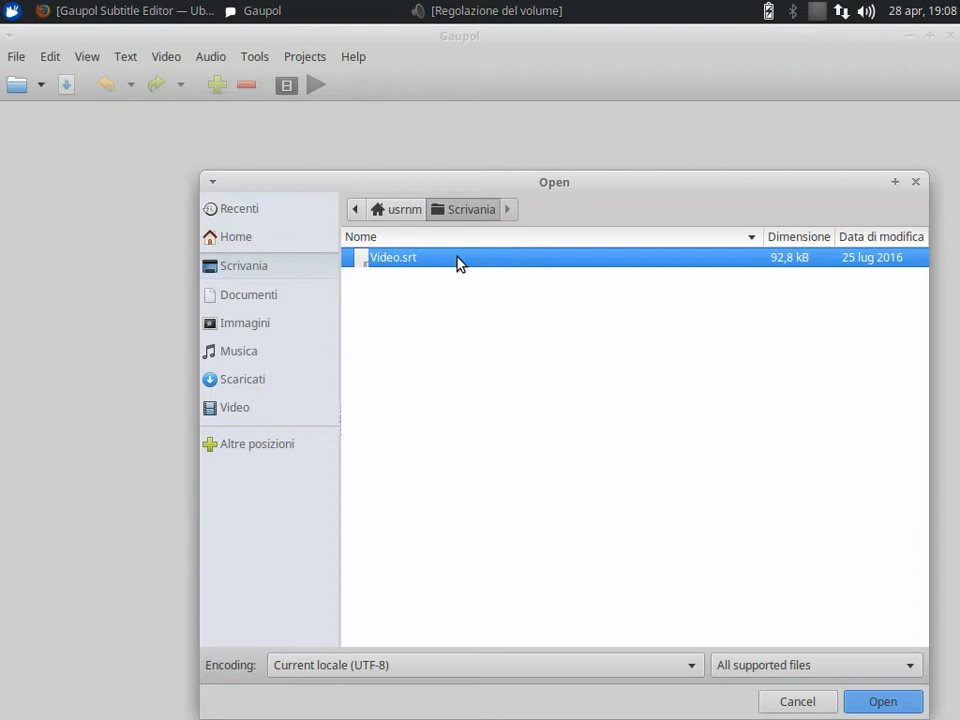 [Gaupol Subtitle Editor — Ub... Gaupol [Regolazione del volume] 28 apr, 19:08
Gaupol
File Edit View Text Video Audio Tools Projects Help
Open
Recenti
Home
Scrivania
Documenti
Immagini
Musica
Scaricati
Video
Altre posizioni
usrnm Scrivania
Nome Dimensione Data di modifica
Video.srt 92,8 kB 25 lug 2016
Encoding: Current locale (UTF-8) All supported files
Cancel Open